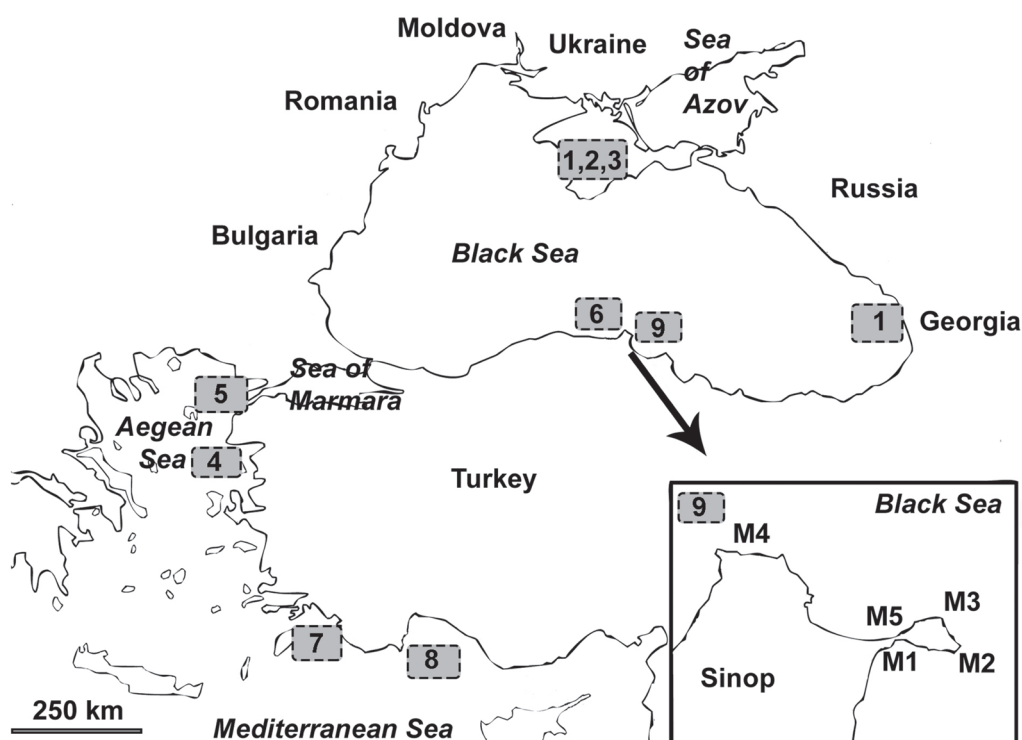 Moldova
Ukraine
Sea
of
Azov
Romania
1,2,3
Russia
Bulgaria
Black Sea
6
9
1
Georgia
Sea of
Marmara
5
Aegean
Sea
4
Turkey
9
Black Sea
M4
M3
M5
M1
M2
Sinop
7
8
250 km
Mediterranean Sea